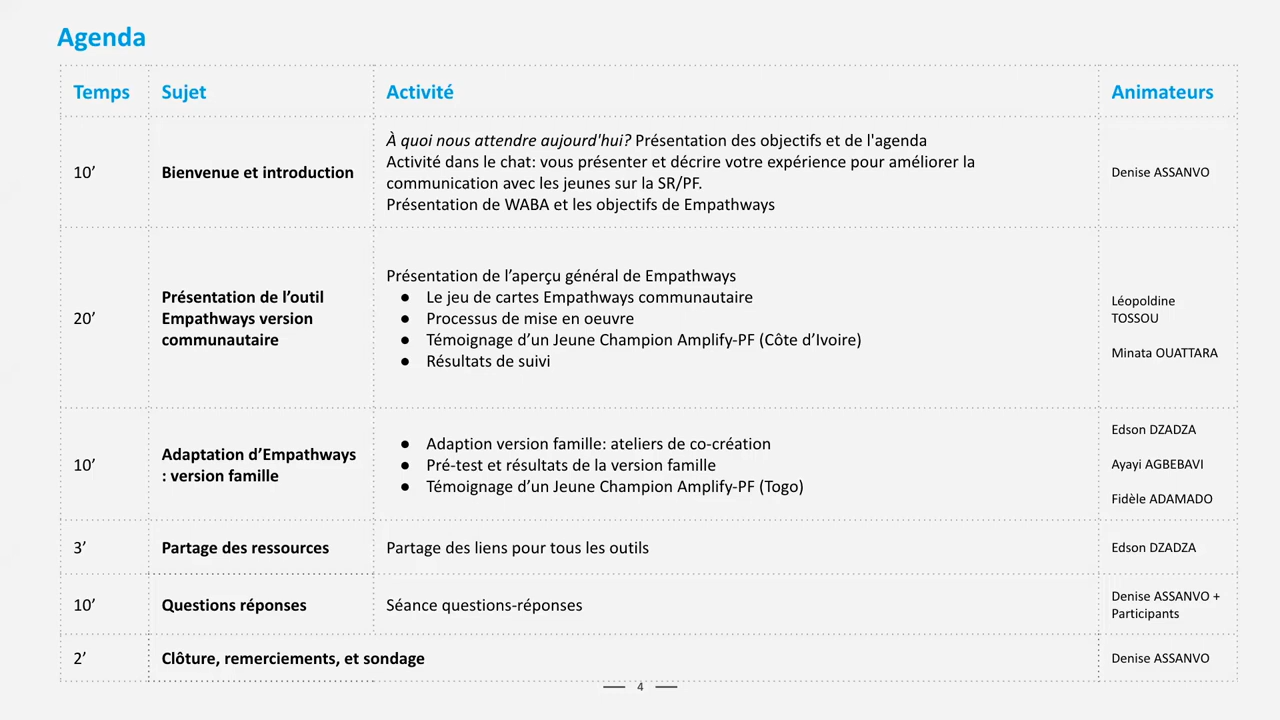 Agenda
Temps
Sujet
Activité
Animateurs
10’
Bienvenue et introduction
À quoi nous attendre aujourd'hui? Présentation des objectifs et de l'agenda
Activité dans le chat: vous présenter et décrire votre expérience pour améliorer la
communication avec les jeunes sur la SR/PF.
Présentation de WABA et les objectifs de Empathways
Denise ASSANVO
20’
Présentation de l’outil
Empathways version
communautaire
Présentation de l’aperçu général de Empathways
● Le jeu de cartes Empathways communautaire
● Processus de mise en oeuvre
● Témoignage d’un Jeune Champion Amplify-PF (Côte d’Ivoire)
● Résultats de suivi
Léopoldine
TOSSOU
Minata OUATTARA
10’
Adaptation d’Empathways
: version famille
● Adaption version famille: ateliers de co-création
● Pré-test et résultats de la version famille
● Témoignage d’un Jeune Champion Amplify-PF (Togo)
Edson DZADZA
Ayayi AGBEBAVI
Fidèle ADAMADO
3’
Partage des ressources
Partage des liens pour tous les outils
Edson DZADZA
10’
Questions réponses
Séance questions-réponses
Denise ASSANVO +
Participants
2’
Clôture, remerciements, et sondage
Denise ASSANVO
4